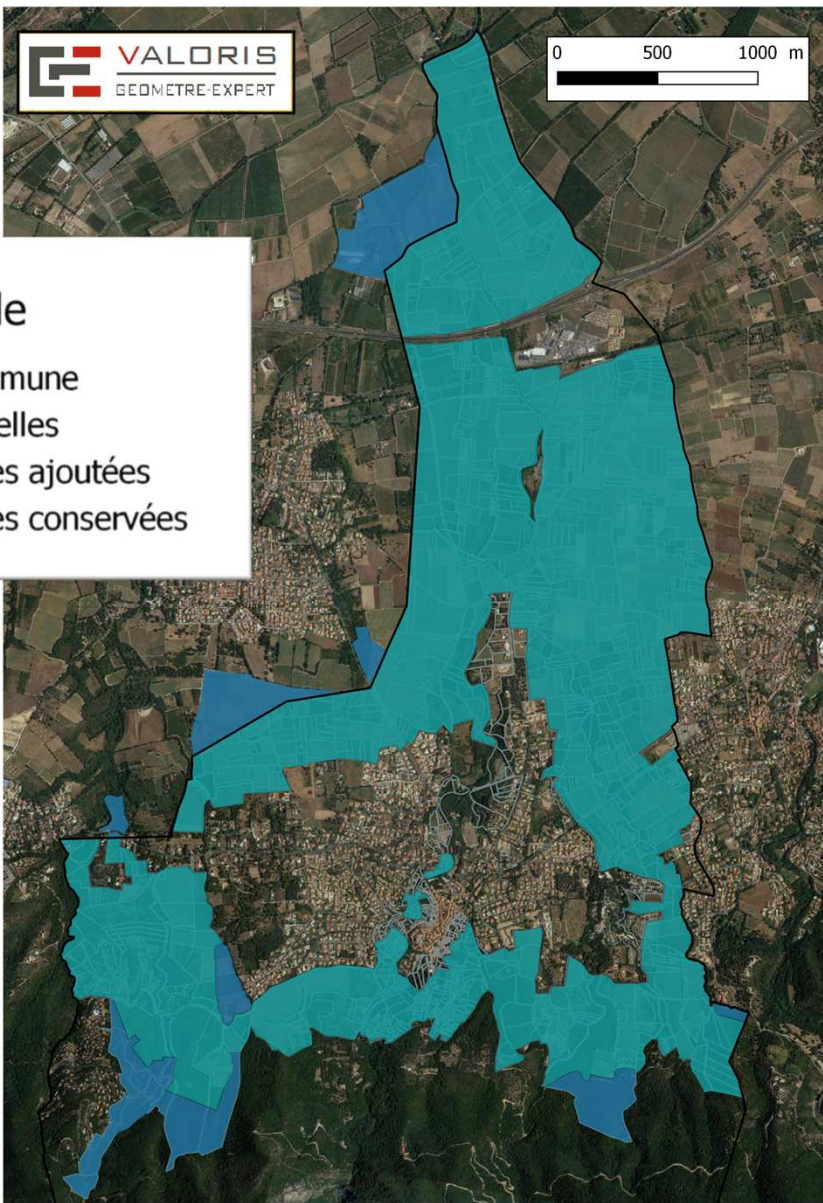 VALORIS
GEOMETRE-EXPERT
0 500 1000 m
le
mune
elles
es ajoutées
es conservées